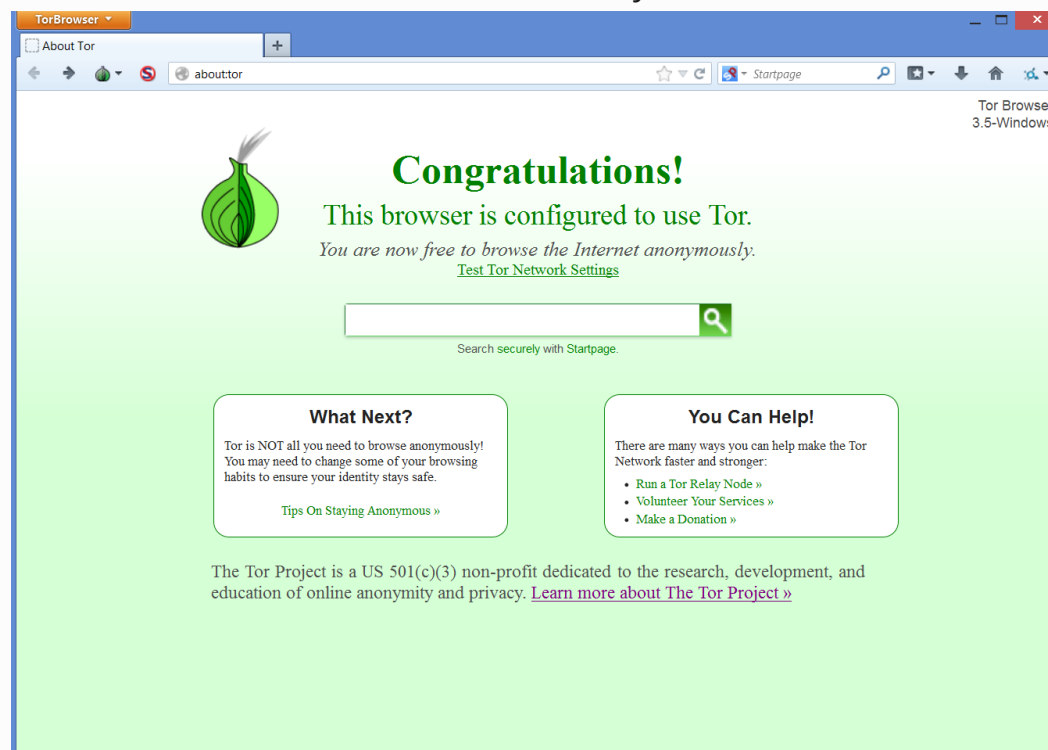 TorBrowser
About Tor
about:tor
Startpage
Tor Browse
3.5-Windows
Congratulations!
This browser is configured to use Tor.
You are now free to browse the Internet anonymously.
Test Tor Network Settings
Search securely with Startpage.
What Next?
Tor is NOT all you need to browse anonymously!
You may need to change some of your browsing
habits to ensure your identity stays safe.
Tips On Staying Anonymous »
You Can Help!
There are many ways you can help make the Tor
Network faster and stronger:
• Run a Tor Relay Node »
• Volunteer Your Services »
• Make a Donation »
The Tor Project is a US 501(c)(3) non-profit dedicated to the research, development, and
education of online anonymity and privacy. Learn more about The Tor Project »